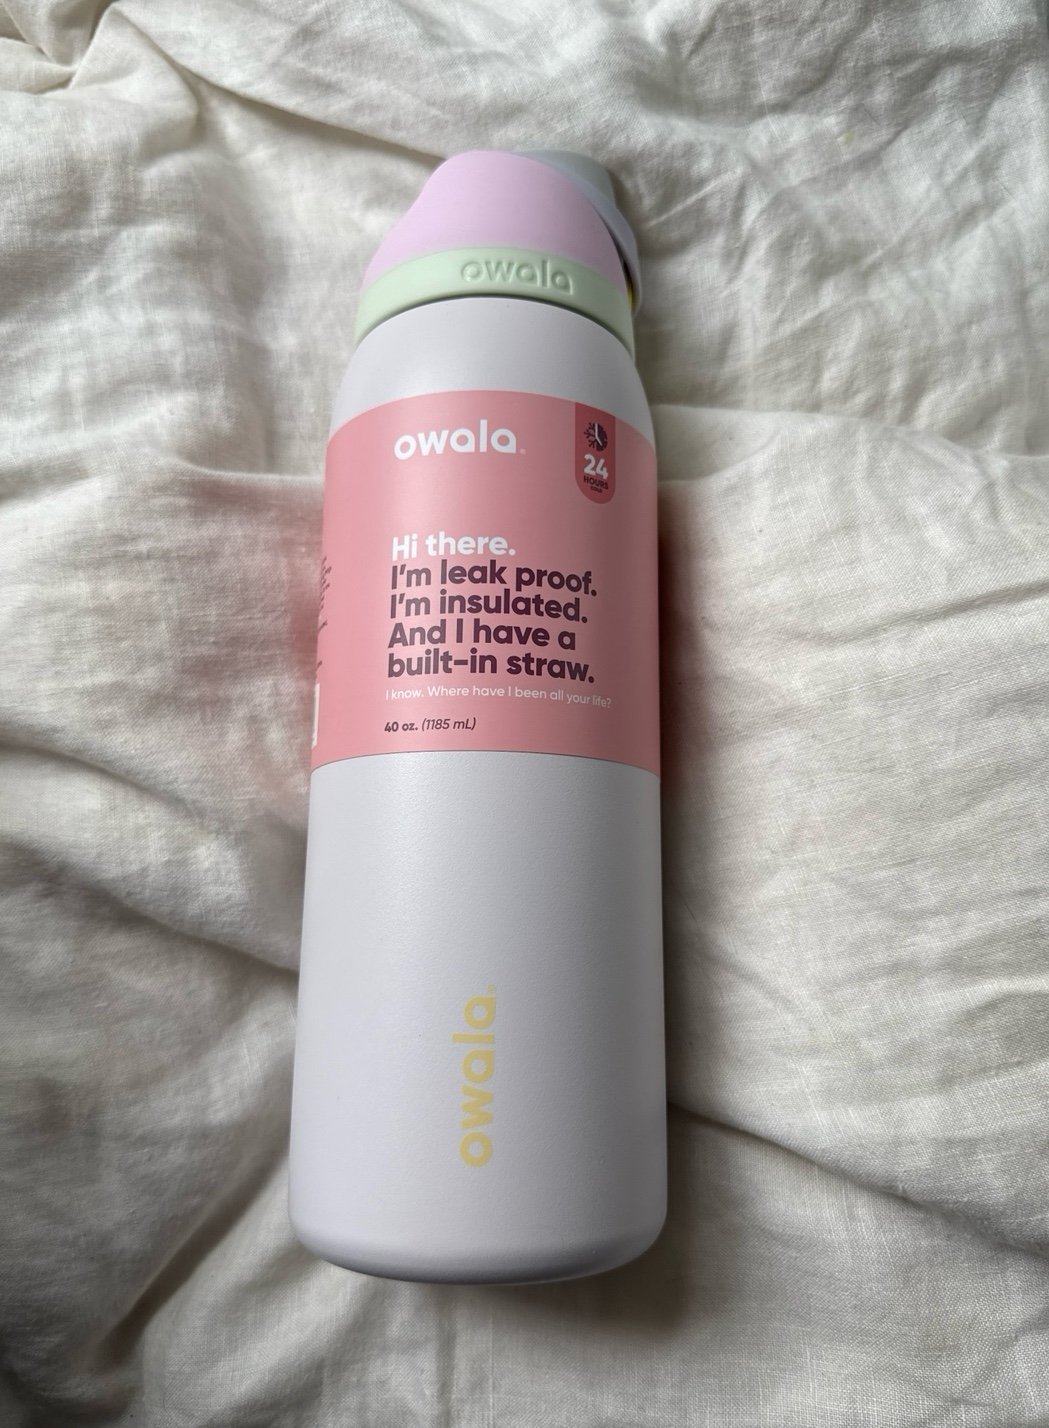 owala
owala
24
HOURS
COLD
Hi there.
I'm leak proof.
I'm insulated.
And I have a
built-in straw.
I know. Where have I been all your life?
40 oz. (1185 mL)
owala